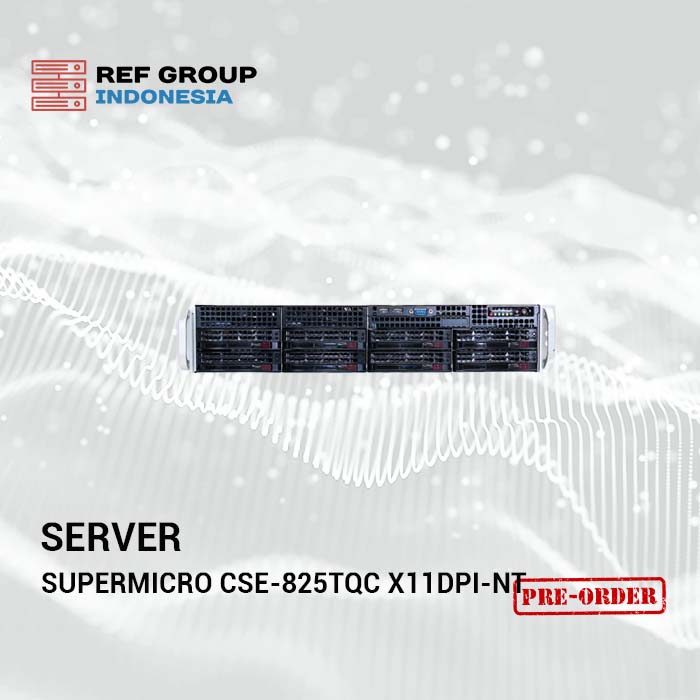 REF GROUP
INDONESIA
SERVER
SUPERMICRO CSE-825TQC X11DPI-NT
PRE-ORDER